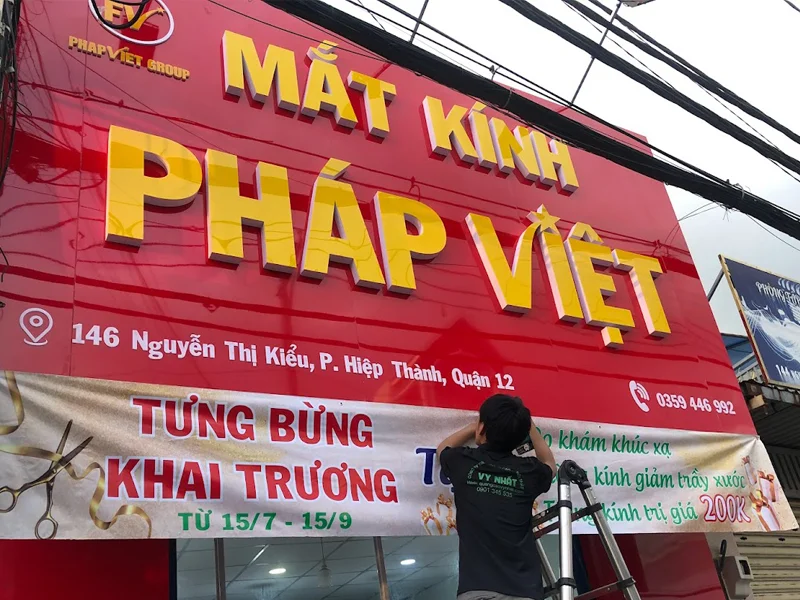 PHAP VIET GROUP
MẮT KÍNH
PHÁP VIỆT
146 Nguyễn Thị Kiểu, P. Hiệp Thành, Quận 12
0359 446 992
TƯNG BỪNG
KHAI TRƯƠNG
TỪ 15/7 - 15/9
khám khúc xạ
kính giảm trầy xước
kính trị giá 200K
VY NHẤT